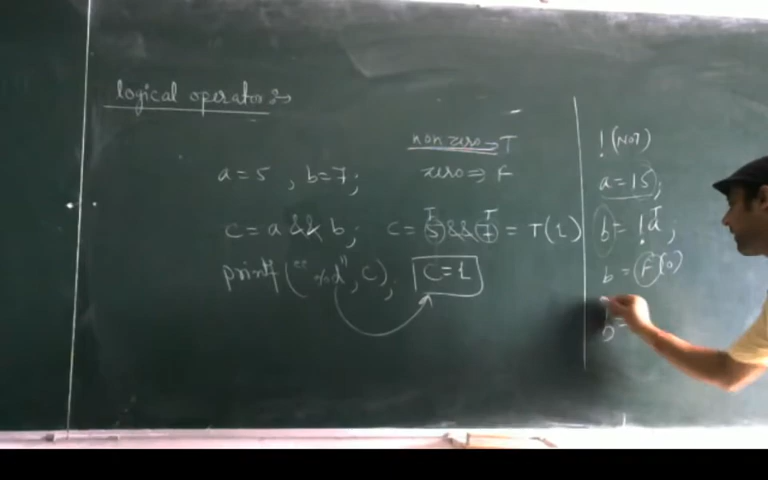 logical operators
non zero → T
zero ⇒ F
a = 5 , b = 7;
c = a && b; C = 5 && 7 = T(1)
T T
printf("%d", C); C = 1
! (NOT)
a = 15;
b = !a;
T
b = F(0)
b =